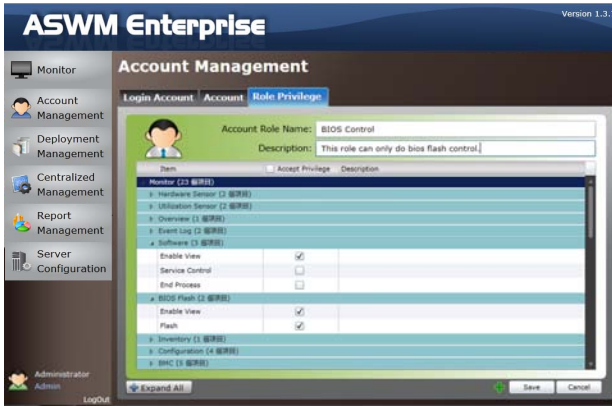 ASWM Enterprise
Version 1.3.
Monitor
Account Management
Deployment Management
Centralized Management
Report Management
Server Configuration
Administrator
Admin
LogOut
Account Management
Login Account
Account
Role Privilege
Account Role Name: BIOS Control
Description: This role can only do bios flash control.
Item Accept Privilege Description
Monitor (23 個項目)
Hardware Sensor (2 個項目)
Utilization Sensor (2 個項目)
Overview (1 個項目)
Event Log (2 個項目)
Software (3 個項目)
Enable View
Service Control
End Process
BIOS Flash (2 個項目)
Enable View
Flash
Inventory (1 個項目)
Configuration (4 個項目)
BMC (5 個項目)
Expand All
Save
Cancel